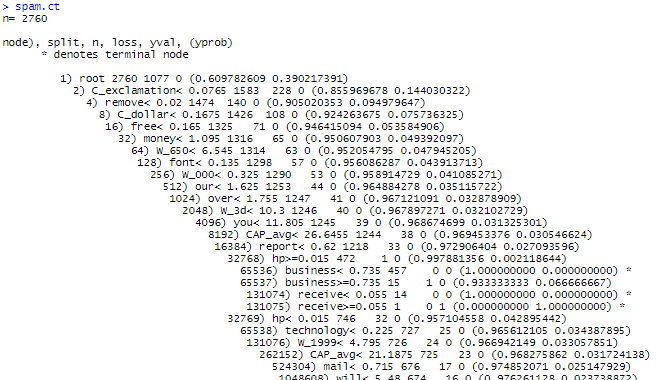 > spam.ct
n= 2760
node), split, n, loss, yval, (yprob)
* denotes terminal node
1) root 2760 1077 0 (0.609782609 0.390217391)
2) C_exclamation< 0.0765 1583 228 0 (0.855969678 0.144030322)
4) remove< 0.02 1474 140 0 (0.905020353 0.094979647)
8) C_dollar< 0.1675 1426 108 0 (0.924263675 0.075736325)
16) free< 0.165 1325 71 0 (0.946415094 0.053584906)
32) money< 1.095 1316 65 0 (0.950607903 0.049392097)
64) W_650< 6.545 1314 63 0 (0.952054795 0.047945205)
128) font< 0.135 1298 57 0 (0.956086287 0.043913713)
256) W_000< 0.325 1290 53 0 (0.958914729 0.041085271)
512) our< 1.625 1253 44 0 (0.964884278 0.035115722)
1024) over< 1.755 1247 41 0 (0.967121091 0.032878909)
2048) W_3d< 10.3 1246 40 0 (0.967897271 0.032102729)
4096) you< 11.805 1245 39 0 (0.968674699 0.031325301)
8192) CAP_avg< 26.6455 1244 38 0 (0.969453376 0.030546624)
16384) report< 0.62 1218 33 0 (0.972906404 0.027093596)
32768) hp>=0.015 472 1 0 (0.997881356 0.002118644)
65536) business< 0.735 457 0 0 (1.000000000 0.000000000) *
65537) business>=0.735 15 1 0 (0.933333333 0.066666667)
131074) receive< 0.055 14 0 0 (1.000000000 0.000000000) *
131075) receive>=0.055 1 0 1 (0.000000000 1.000000000) *
32769) hp< 0.015 746 32 0 (0.957104558 0.042895442)
65538) technology< 0.225 727 25 0 (0.965612105 0.034387895)
131076) W_1999< 4.795 726 24 0 (0.966942149 0.033057851)
262152) CAP_avg< 21.1875 725 23 0 (0.968275862 0.031724138)
524304) mail< 0.715 676 17 0 (0.974852071 0.025147929)
1048608) will< 5.48 674 16 0 (0.976261128 0.023738872)